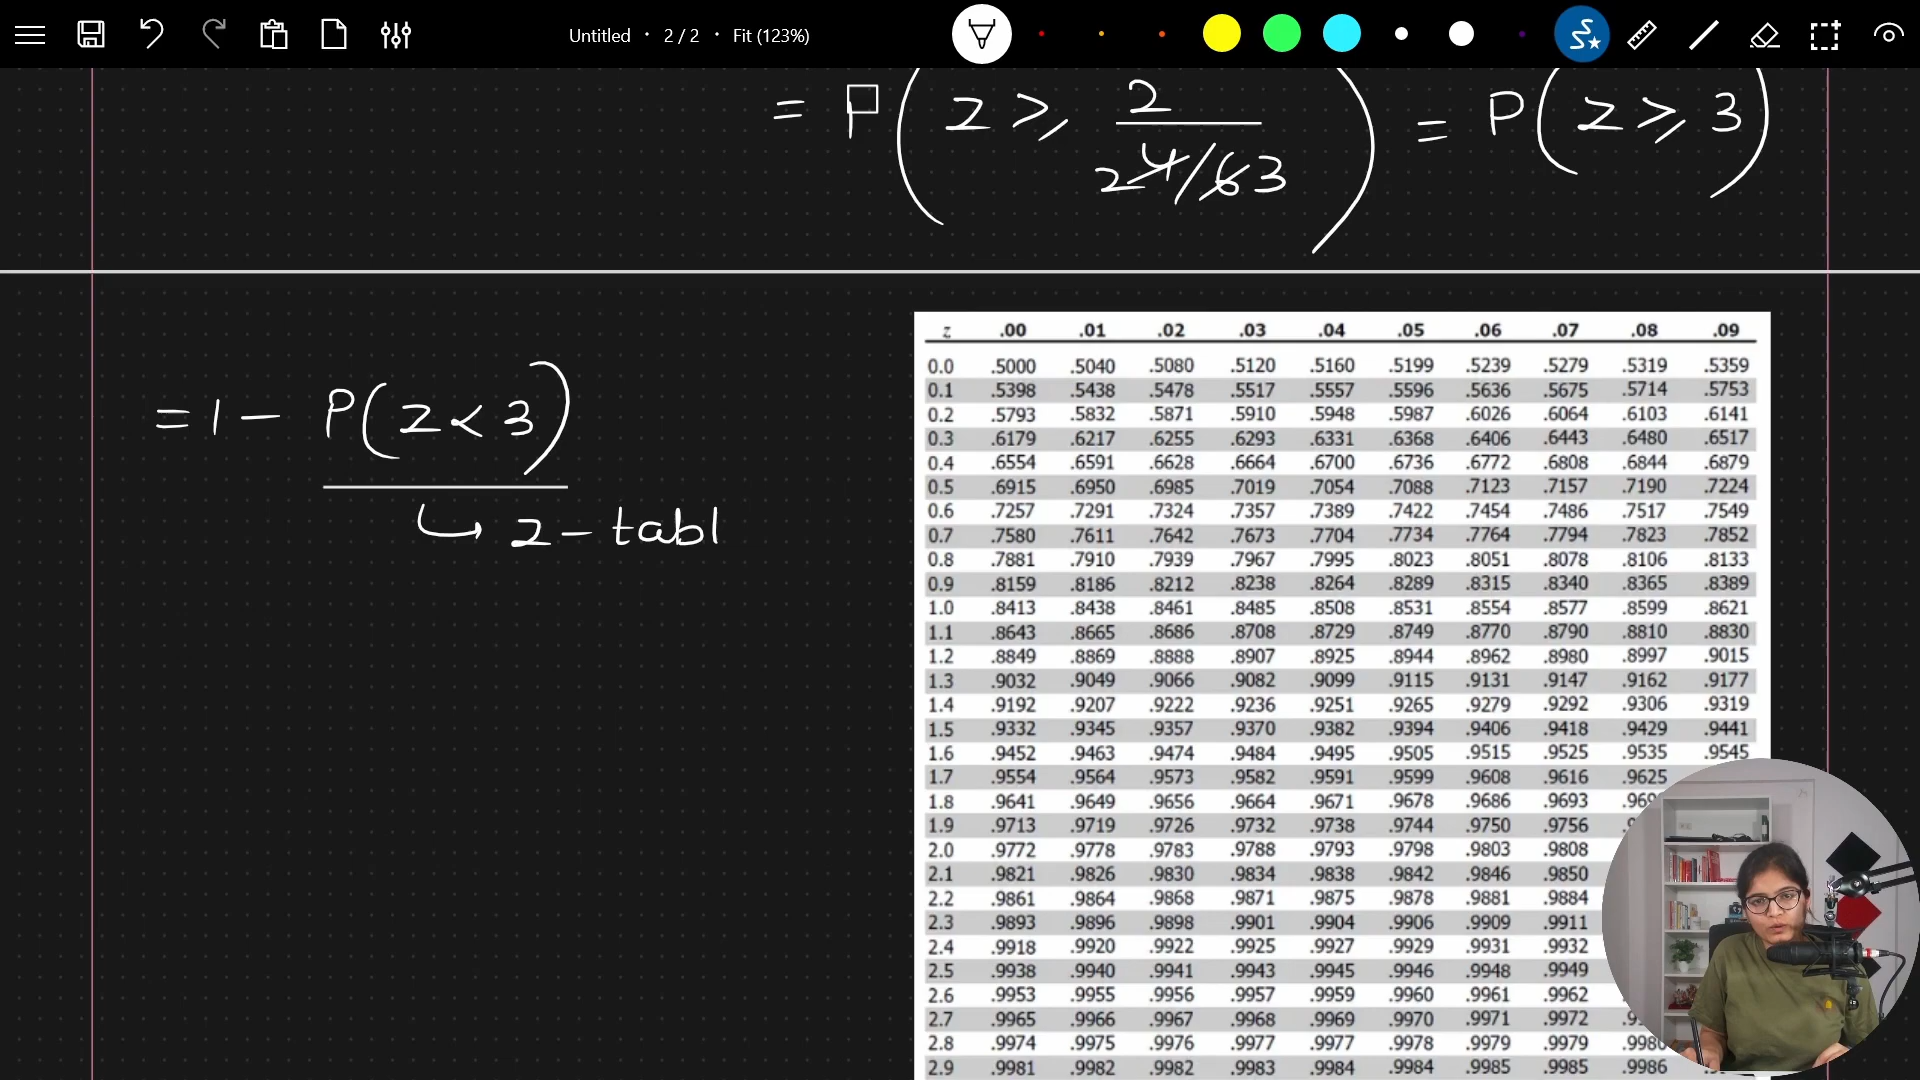 Untitled • 2 / 2 • Fit (123%)
= P ( Z ⩾ 2 / (2 4/6 3) ) = P ( Z ⩾ 3 )
= 1 - P ( Z < 3 )
↳ Z - tabl
z .00 .01 .02 .03 .04 .05 .06 .07 .08 .09
0.0 .5000 .5040 .5080 .5120 .5160 .5199 .5239 .5279 .5319 .5359
0.1 .5398 .5438 .5478 .5517 .5557 .5596 .5636 .5675 .5714 .5753
0.2 .5793 .5832 .5871 .5910 .5948 .5987 .6026 .6064 .6103 .6141
0.3 .6179 .6217 .6255 .6293 .6331 .6368 .6406 .6443 .6480 .6517
0.4 .6554 .6591 .6628 .6664 .6700 .6736 .6772 .6808 .6844 .6879
0.5 .6915 .6950 .6985 .7019 .7054 .7088 .7123 .7157 .7190 .7224
0.6 .7257 .7291 .7324 .7357 .7389 .7422 .7454 .7486 .7517 .7549
0.7 .7580 .7611 .7642 .7673 .7704 .7734 .7764 .7794 .7823 .7852
0.8 .7881 .7910 .7939 .7967 .7995 .8023 .8051 .8078 .8106 .8133
0.9 .8159 .8186 .8212 .8238 .8264 .8289 .8315 .8340 .8365 .8389
1.0 .8413 .8438 .8461 .8485 .8508 .8531 .8554 .8577 .8599 .8621
1.1 .8643 .8665 .8686 .8708 .8729 .8749 .8770 .8790 .8810 .8830
1.2 .8849 .8869 .8888 .8907 .8925 .8944 .8962 .8980 .8997 .9015
1.3 .9032 .9049 .9066 .9082 .9099 .9115 .9131 .9147 .9162 .9177
1.4 .9192 .9207 .9222 .9236 .9251 .9265 .9279 .9292 .9306 .9319
1.5 .9332 .9345 .9357 .9370 .9382 .9394 .9406 .9418 .9429 .9441
1.6 .9452 .9463 .9474 .9484 .9495 .9505 .9515 .9525 .9535 .9545
1.7 .9554 .9564 .9573 .9582 .9591 .9599 .9608 .9616 .9625
1.8 .9641 .9649 .9656 .9664 .9671 .9678 .9686 .9693
1.9 .9713 .9719 .9726 .9732 .9738 .9744 .9750 .9756
2.0 .9772 .9778 .9783 .9788 .9793 .9798 .9803 .9808
2.1 .9821 .9826 .9830 .9834 .9838 .9842 .9846 .9850
2.2 .9861 .9864 .9868 .9871 .9875 .9878 .9881 .9884
2.3 .9893 .9896 .9898 .9901 .9904 .9906 .9909 .9911
2.4 .9918 .9920 .9922 .9925 .9927 .9929 .9931 .9932
2.5 .9938 .9940 .9941 .9943 .9945 .9946 .9948 .9949
2.6 .9953 .9955 .9956 .9957 .9959 .9960 .9961 .9962
2.7 .9965 .9966 .9967 .9968 .9969 .9970 .9971 .9972
2.8 .9974 .9975 .9976 .9977 .9977 .9978 .9979 .9979 .9980
2.9 .9981 .9982 .9982 .9983 .9984 .9984 .9985 .9985 .9986